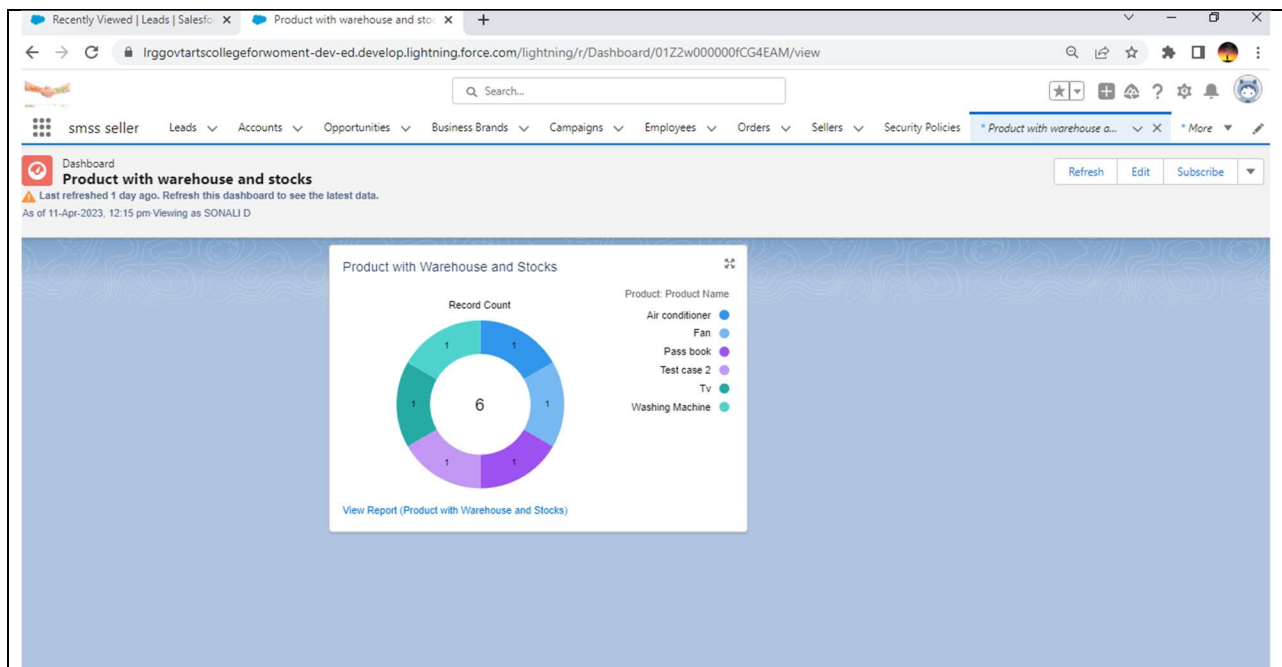 Recently Viewed | Leads | Salesfo
Product with warehouse and stoc
lrggovtartscollegeforwoment-dev-ed.develop.lightning.force.com/lightning/r/Dashboard/01Z2w000000fCG4EAM/view
Search...
smss seller Leads Accounts Opportunities Business Brands Campaigns Employees Orders Sellers Security Policies * Product with warehouse a... * More
Dashboard
Product with warehouse and stocks
Refresh Edit Subscribe
Last refreshed 1 day ago. Refresh this dashboard to see the latest data.
As of 11-Apr-2023, 12:15 pm·Viewing as SONALI D
Product with Warehouse and Stocks
Record Count
1
1
1
1
1
1
6
Product: Product Name
Air conditioner
Fan
Pass book
Test case 2
Tv
Washing Machine
View Report (Product with Warehouse and Stocks)